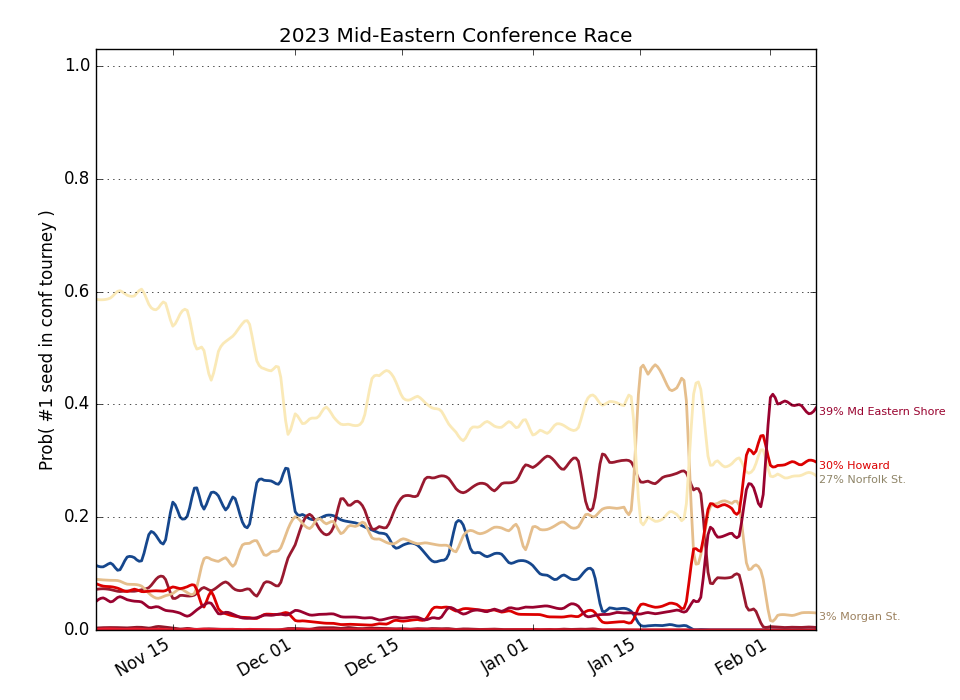 2023 Mid-Eastern Conference Race
Prob( #1 seed in conf tourney )
1.0
0.8
0.6
0.4
0.2
0.0
39% Md Eastern Shore
30% Howard
27% Norfolk St.
3% Morgan St.
Nov 15
Dec 01
Dec 15
Jan 01
Jan 15
Feb 01